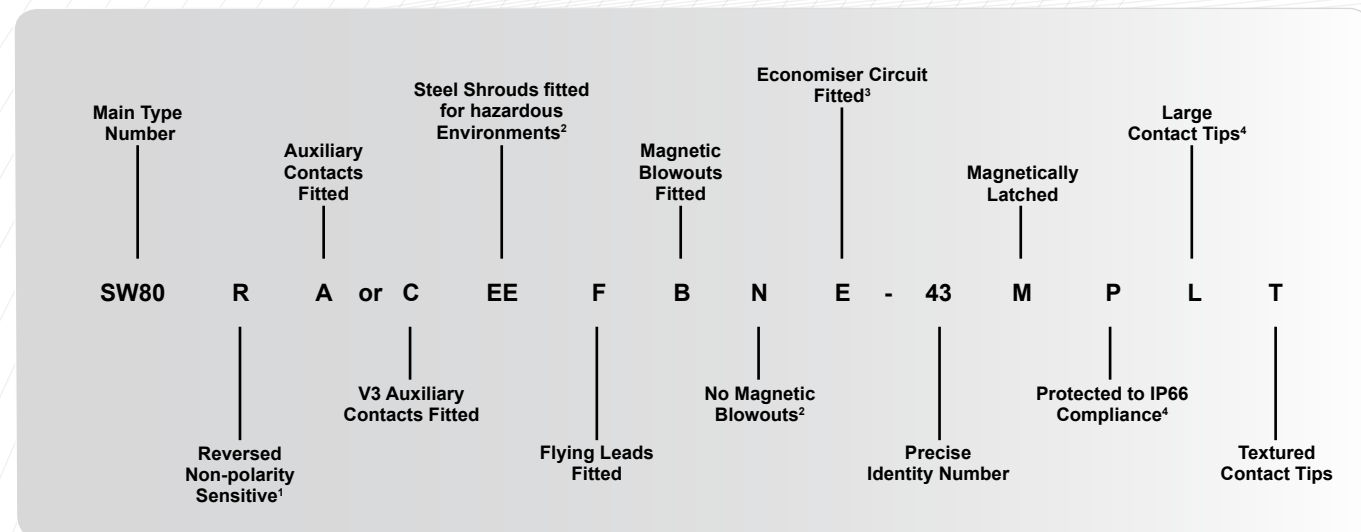 Main Type
Number
Auxiliary
Contacts
Fitted
Steel Shrouds fitted
for hazardous
Environments²
Magnetic
Blowouts
Fitted
Economiser Circuit
Fitted³
Magnetically
Latched
Large
Contact Tips⁴
SW80 R A or C EE F B N E - 43 M P L T
Reversed
Non-polarity
Sensitive¹
V3 Auxiliary
Contacts Fitted
Flying Leads
Fitted
No Magnetic
Blowouts²
Precise
Identity Number
Protected to IP66
Compliance⁴
Textured
Contact Tips